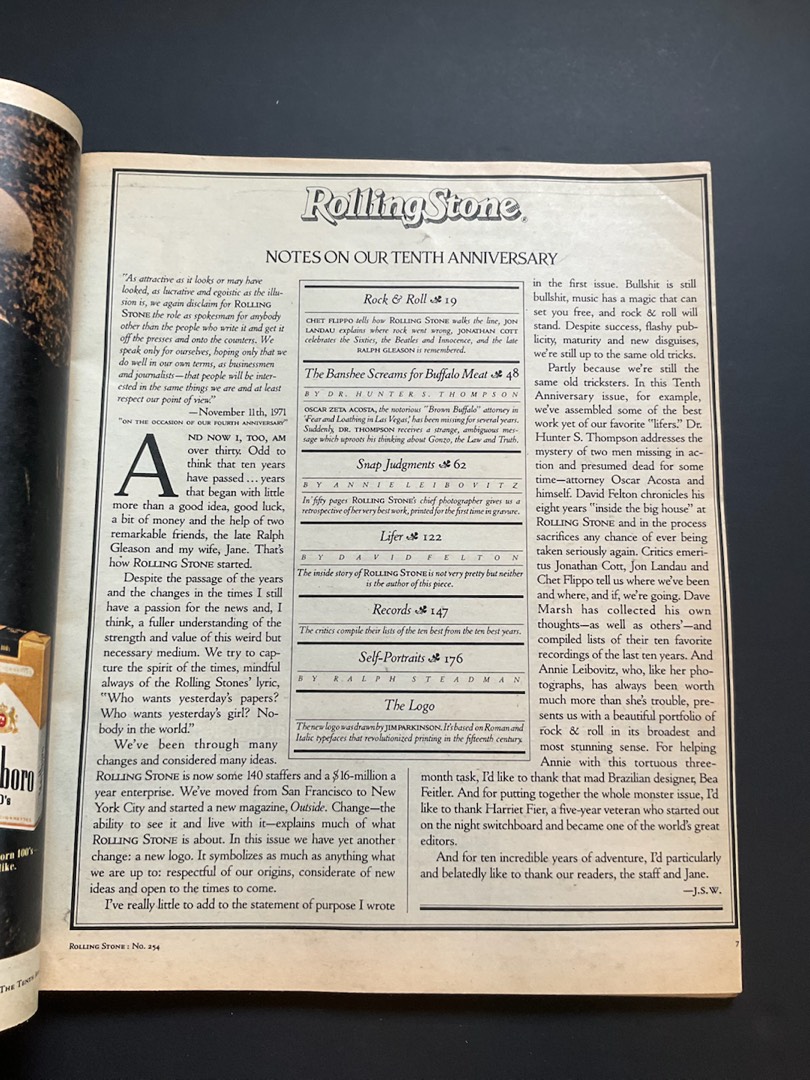 RollingStone®
NOTES ON OUR TENTH ANNIVERSARY
"As attractive as it looks or may have
looked, as lucrative and egoistic as the illu-
sion is, we again disclaim for ROLLING
STONE the role as spokesman for anybody
other than the people who write it and get it
off the presses and onto the counters. We
speak only for ourselves, hoping only that we
do well in our own terms, as businessmen
and journalists—that people will be inter-
ested in the same things we are and at least
respect our point of view."
—November 11th, 1971
"ON THE OCCASION OF OUR FOURTH ANNIVERSARY"
AND NOW I, TOO, AM
over thirty. Odd to
think that ten years
have passed ... years
that began with little
more than a good idea, good luck,
a bit of money and the help of two
remarkable friends, the late Ralph
Gleason and my wife, Jane. That's
how ROLLING STONE started.
Despite the passage of the years
and the changes in the times I still
have a passion for the news and, I
think, a fuller understanding of the
strength and value of this weird but
necessary medium. We try to cap-
ture the spirit of the times, mindful
always of the Rolling Stones' lyric,
"Who wants yesterday's papers?
Who wants yesterday's girl? No-
body in the world."
We've been through many
changes and considered many ideas.
ROLLING STONE is now some 140 staffers and a $16-million a
year enterprise. We've moved from San Francisco to New
York City and started a new magazine, Outside. Change—the
ability to see it and live with it—explains much of what
ROLLING STONE is about. In this issue we have yet another
change: a new logo. It symbolizes as much as anything what
we are up to: respectful of our origins, considerate of new
ideas and open to the times to come.
I've really little to add to the statement of purpose I wrote
Rock & Roll 19
CHET FLIPPO tells how ROLLING STONE walks the line, JON
LANDAU explains where rock went wrong, JONATHAN COTT
celebrates the Sixties, the Beatles and Innocence, and the late
RALPH GLEASON is remembered.
The Banshee Screams for Buffalo Meat 48
BY DR. HUNTER S. THOMPSON
OSCAR ZETA ACOSTA, the notorious "Brown Buffalo" attorney in
'Fear and Loathing in Las Vegas,' has been missing for several years.
Suddenly, DR. THOMPSON receives a strange, ambiguous mes-
sage which uproots his thinking about Gonzo, the Law and Truth.
Snap Judgments 62
BY ANNIE LEIBOVITZ
In fifty pages ROLLING STONE's chief photographer gives us a
retrospective of her very best work, printed for the first time in gravure.
Lifer 122
BY DAVID FELTON
The inside story of ROLLING STONE is not very pretty but neither
is the author of this piece.
Records 147
The critics compile their lists of the ten best from the ten best years.
Self-Portraits 176
BY RALPH STEADMAN
The Logo
The new logo was drawn by JIM PARKINSON. It's based on Roman and
Italic typefaces that revolutionized printing in the fifteenth century.
in the first issue. Bullshit is still
bullshit, music has a magic that can
set you free, and rock & roll will
stand. Despite success, flashy pub-
licity, maturity and new disguises,
we're still up to the same old tricks.
Partly because we're still the
same old tricksters. In this Tenth
Anniversary issue, for example,
we've assembled some of the best
work yet of our favorite "lifers." Dr.
Hunter S. Thompson addresses the
mystery of two men missing in ac-
tion and presumed dead for some
time—attorney Oscar Acosta and
himself. David Felton chronicles his
eight years "inside the big house" at
ROLLING STONE and in the process
sacrifices any chance of ever being
taken seriously again. Critics emeri-
tus Jonathan Cott, Jon Landau and
Chet Flippo tell us where we've been
and where, and if, we're going. Dave
Marsh has collected his own
thoughts—as well as others'—and
compiled lists of their ten favorite
recordings of the last ten years. And
Annie Leibovitz, who, like her pho-
tographs, has always been worth
much more than she's trouble, pre-
sents us with a beautiful portfolio of
rock & roll in its broadest and
most stunning sense. For helping
Annie with this tortuous three-
month task, I'd like to thank that mad Brazilian designer, Bea
Feitler. And for putting together the whole monster issue, I'd
like to thank Harriet Fier, a five-year veteran who started out
on the night switchboard and became one of the world's great
editors.
And for ten incredible years of adventure, I'd particularly
and belatedly like to thank our readers, the staff and Jane.
—J.S.W.
ROLLING STONE : No. 254
7
boro
0's
orn 100's—
like.
THE TENTH